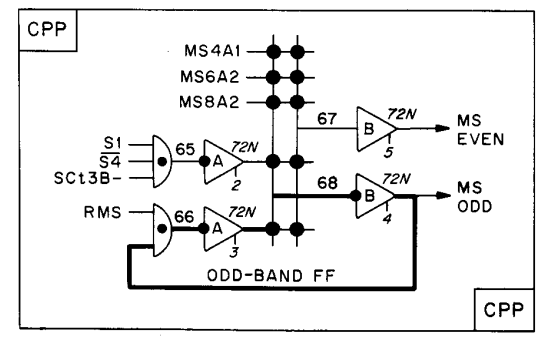 CPP
MS4A1
MS6A2
MS8A2
67
72N
B
5
MS
EVEN
S1
S4
SCt3B-
65
72N
A
2
68
72N
B
4
MS
ODD
RMS
66
72N
A
3
ODD-BAND FF
CPP